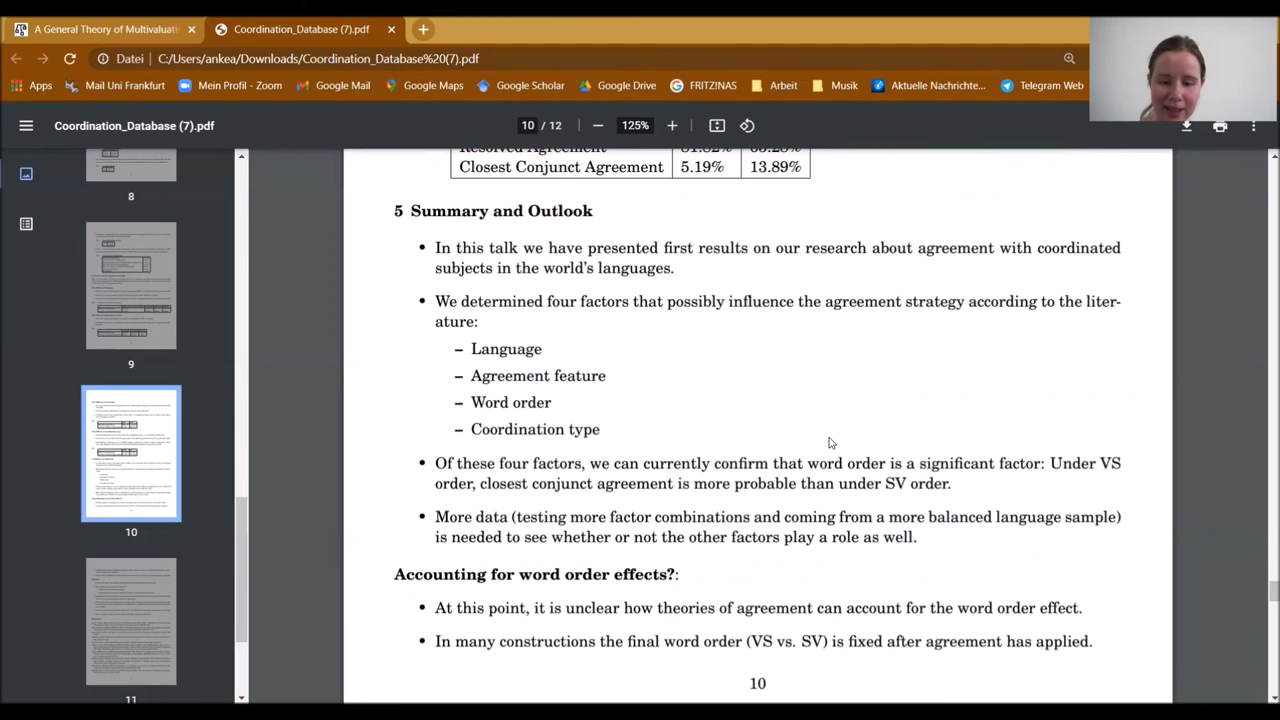 A General Theory of Multivaluati
Coordination_Database (7).pdf
Datei
C:/Users/ankea/Downloads/Coordination_Database%20(7).pdf
Apps
Mail Uni Frankfurt
Mein Profil - Zoom
Google Mail
Google Maps
Google Scholar
Google Drive
FRITZ!NAS
Arbeit
Musik
Aktuelle Nachrichte...
Telegram Web
Coordination_Database (7).pdf
10 / 12
125%
8
9
10
11
Resolved Agreement
Closest Conjunct Agreement 5.19% 13.89%
5 Summary and Outlook
• In this talk we have presented first results on our research about agreement with coordinated
subjects in the world's languages.
• We determined four factors that possibly influence the agreement strategy according to the liter-
ature:
– Language
– Agreement feature
– Word order
– Coordination type
• Of these four factors, we can currently confirm the word order is a significant factor: Under VS
order, closest conjunct agreement is more probable than under SV order.
• More data (testing more factor combinations and coming from a more balanced language sample)
is needed to see whether or not the other factors play a role as well.
Accounting for word order effects?:
• At this point, it is unclear how theories of agreement can account for the word order effect.
• In many constructions the final word order (VS vs. SV) is fixed after agreement has applied.
10